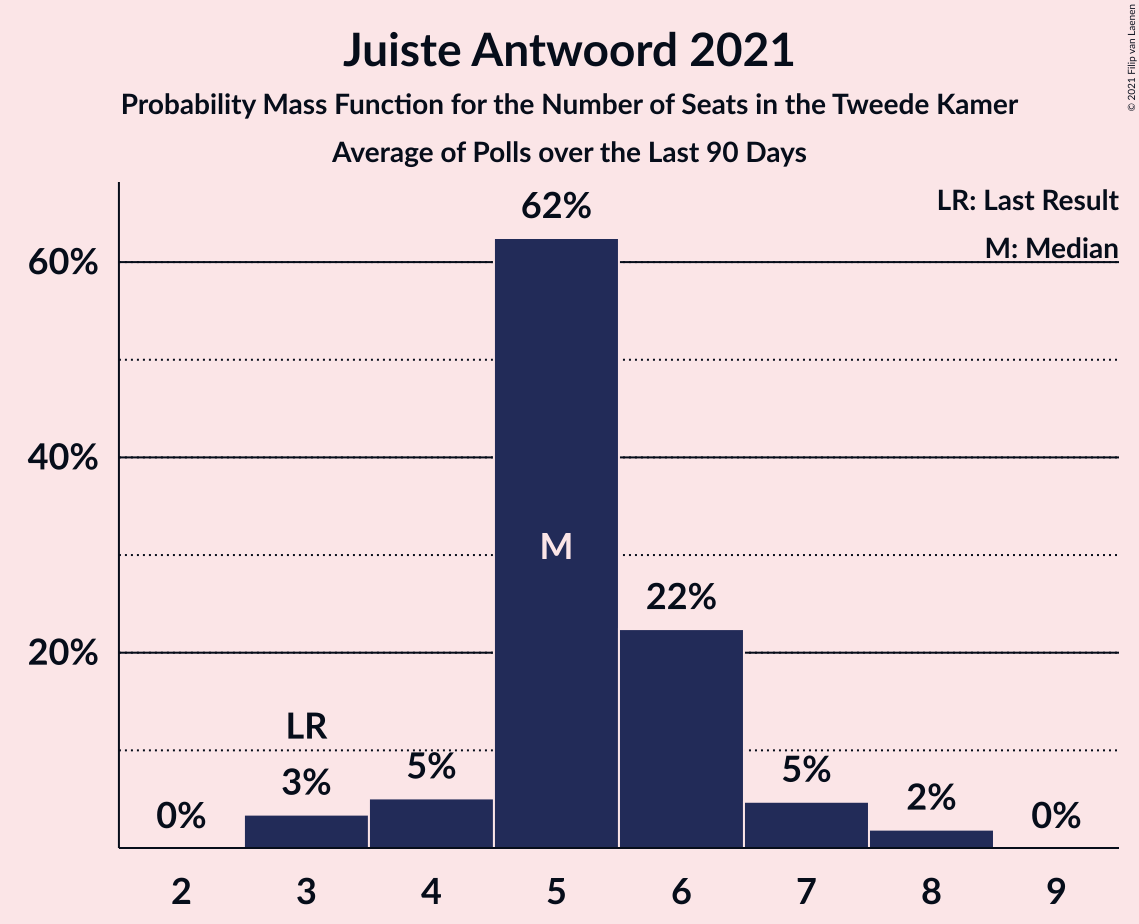 Juiste Antwoord 2021
Probability Mass Function for the Number of Seats in the Tweede Kamer
Average of Polls over the Last 90 Days
© 2021 Filip van Laenen
LR: Last Result
M: Median
62%
60%
40%
M
22%
20%
LR
5%
5%
3%
2%
0%
0%
2 3 4 5 6 7 8 9